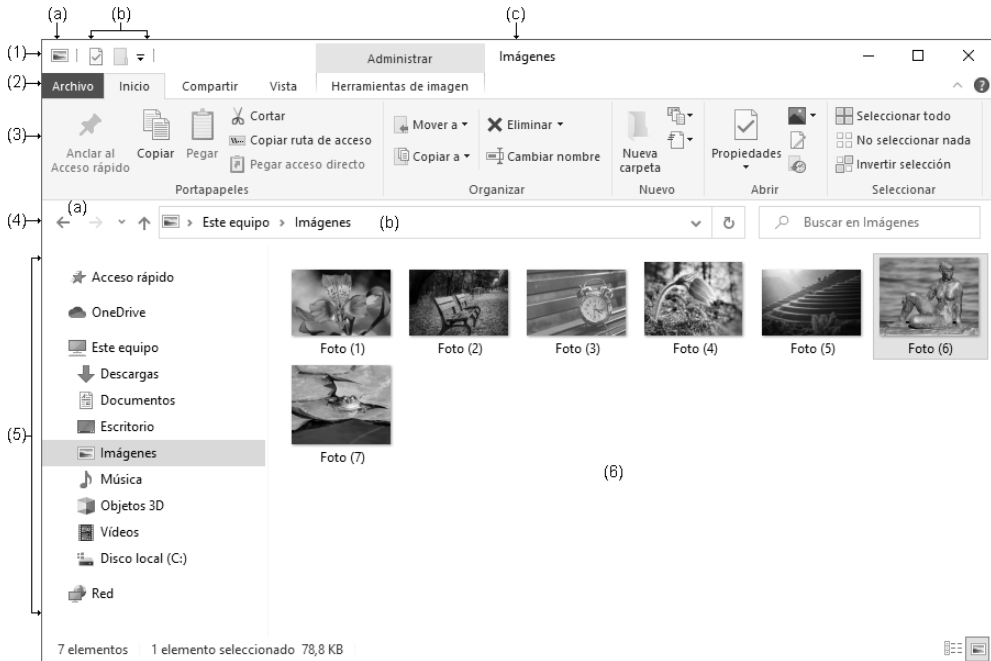 (a) (b) (c)
(1) Administrar Imágenes
(2) Archivo Inicio Compartir Vista Herramientas de imagen
(3) Anclar al Acceso rápido Copiar Pegar
Cortar
Copiar ruta de acceso
Pegar acceso directo
Portapapeles
Mover a Eliminar
Copiar a Cambiar nombre
Organizar
Nueva carpeta
Nuevo
Propiedades
Abrir
Seleccionar todo
No seleccionar nada
Invertir selección
Seleccionar
(4) (a) Este equipo > Imágenes (b) Buscar en Imágenes
(5)
Acceso rápido
OneDrive
Este equipo
Descargas
Documentos
Escritorio
Imágenes
Música
Objetos 3D
Vídeos
Disco local (C:)
Red
Foto (1) Foto (2) Foto (3) Foto (4) Foto (5) Foto (6)
Foto (7)
(6)
7 elementos 1 elemento seleccionado 78,8 KB